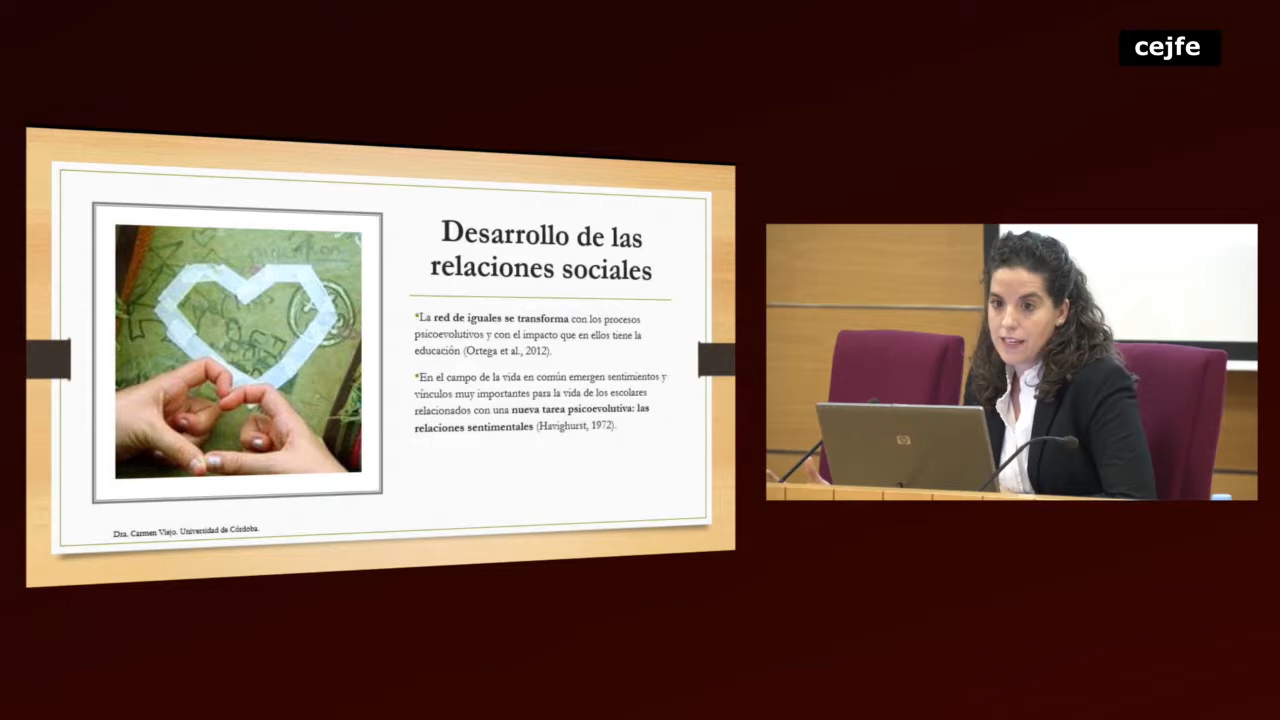 cejfe
Desarrollo de las
relaciones sociales
•La red de iguales se transforma con los procesos
psicoevolutivos y con el impacto que en ellos tiene la
educación (Ortega et al., 2012).
•En el campo de la vida en común emergen sentimientos y
vínculos muy importantes para la vida de los escolares
relacionados con una nueva tarea psicoevolutiva: las
relaciones sentimentales (Havighurst, 1972).
Dra. Carmen Viejo. Universidad de Córdoba.